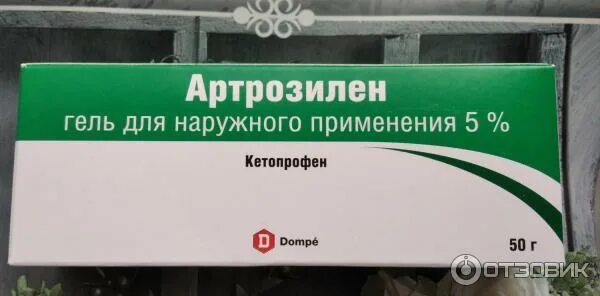 Артрозилен
гель для наружного применения 5 %
Кетопрофен
Dompé
50 г
ОТЗОВИК